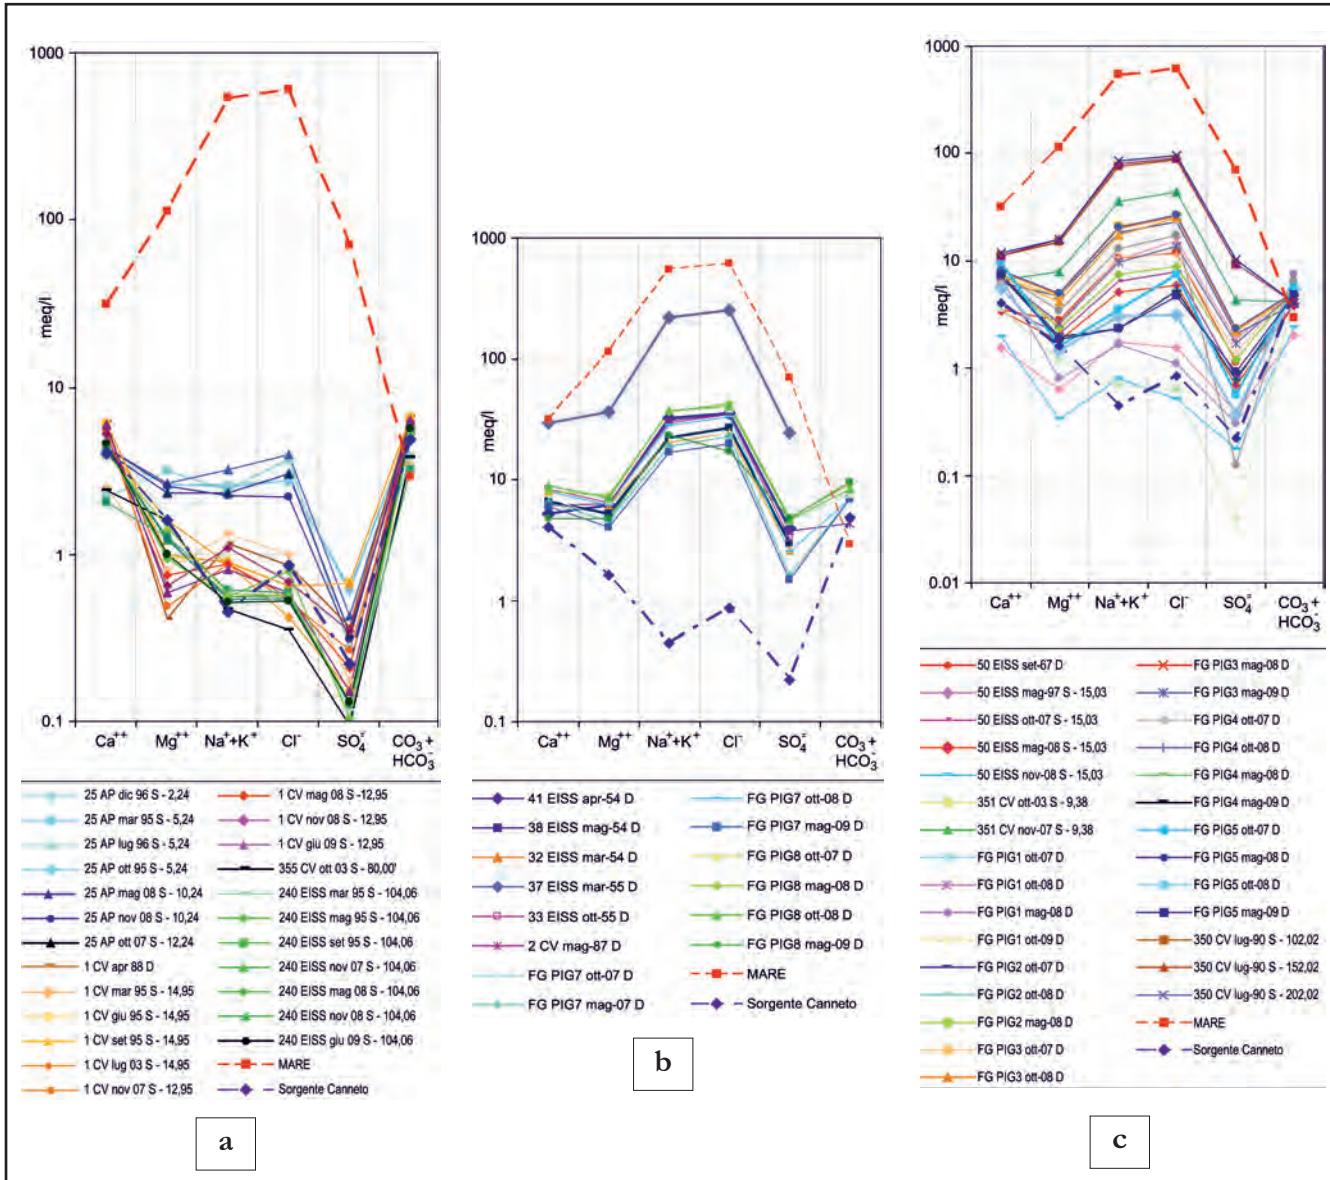 1000
100
10
1
0.1
meq/l
Ca++ Mg++ Na++K+ Cl- SO4= CO3 + HCO3-
25 AP dic 96 S - 2,24
25 AP mar 95 S - 5,24
25 AP lug 96 S - 5,24
25 AP ott 95 S - 5,24
25 AP mag 08 S - 10,24
25 AP nov 08 S - 10,24
25 AP ott 07 S - 12,24
1 CV apr 88 D
1 CV mar 95 S - 14,95
1 CV giu 95 S - 14,95
1 CV set 95 S - 14,95
1 CV lug 03 S - 14,95
1 CV nov 07 S - 12,95
1 CV mag 08 S -12,95
1 CV nov 08 S - 12,95
1 CV giu 09 S - 12,95
355 CV ott 03 S - 80,00'
240 EISS mar 95 S - 104,06
240 EISS mag 95 S - 104,06
240 EISS set 95 S - 104,06
240 EISS nov 07 S - 104,06
240 EISS mag 08 S - 104,06
240 EISS nov 08 S - 104,06
240 EISS giu 09 S - 104,06
MARE
Sorgente Canneto
a
1000
100
10
1
0.1
meq/l
Ca++ Mg++ Na++K+ Cl- SO4= CO3 + HCO3-
41 EISS apr-54 D
38 EISS mag-54 D
32 EISS mar-54 D
37 EISS mar-55 D
33 EISS ott-55 D
2 CV mag-87 D
FG PIG7 ott-07 D
FG PIG7 mag-07 D
FG PIG7 ott-08 D
FG PIG7 mag-09 D
FG PIG8 ott-07 D
FG PIG8 mag-08 D
FG PIG8 ott-08 D
FG PIG8 mag-09 D
MARE
Sorgente Canneto
b
1000
100
10
1
0.1
0.01
meq/l
Ca++ Mg++ Na++K+ Cl- SO4= CO3 + HCO3-
50 EISS set-67 D
50 EISS mag-97 S - 15,03
50 EISS ott-07 S - 15,03
50 EISS mag-08 S - 15,03
50 EISS nov-08 S - 15,03
351 CV ott-03 S - 9,38
351 CV nov-07 S - 9,38
FG PIG1 ott-07 D
FG PIG1 ott-08 D
FG PIG1 mag-08 D
FG PIG1 ott-09 D
FG PIG2 ott-07 D
FG PIG2 ott-08 D
FG PIG2 mag-08 D
FG PIG3 ott-07 D
FG PIG3 ott-08 D
FG PIG3 mag-08 D
FG PIG3 mag-09 D
FG PIG4 ott-07 D
FG PIG4 ott-08 D
FG PIG4 mag-08 D
FG PIG4 mag-09 D
FG PIG5 ott-07 D
FG PIG5 mag-08 D
FG PIG5 ott-08 D
FG PIG5 mag-09 D
350 CV lug-90 S - 102,02
350 CV lug-90 S - 152,02
350 CV lug-90 S - 202,02
MARE
Sorgente Canneto
c